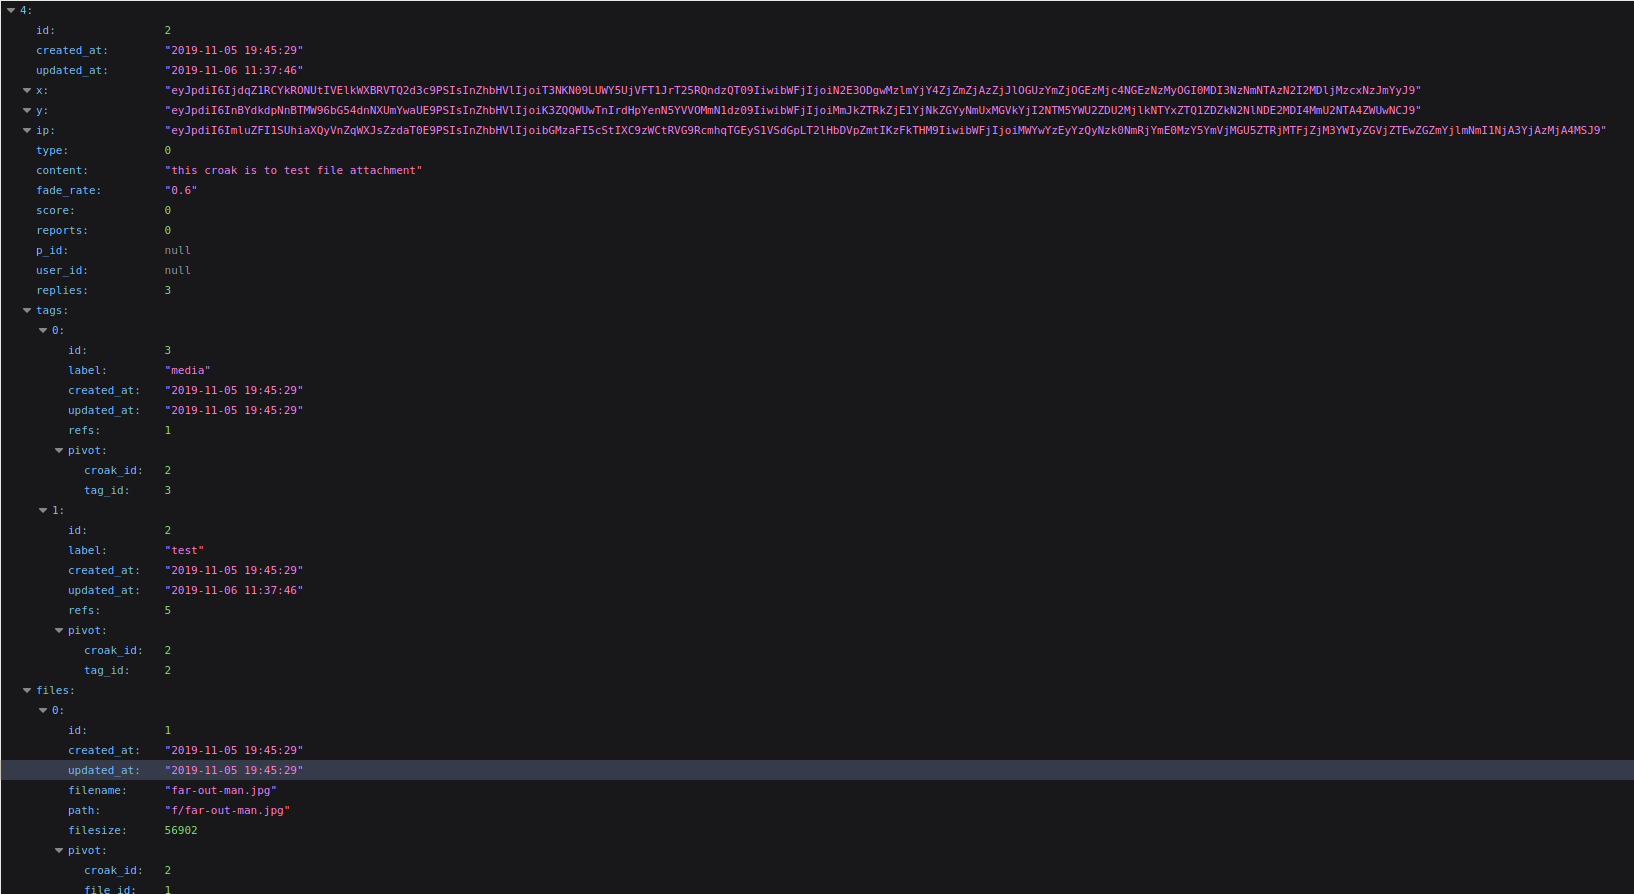 4:
id: 2
created_at: "2019-11-05 19:45:29"
updated_at: "2019-11-06 11:37:46"
x: "eyJpdiI6IjdqZ1RCYkRONUtIVElkWXBRVTQ2d3c9PSIsInZhbHVlIjoiT3NKN09LUWY5UjVFT1JrT25RQndzQT09IiwibWFjIjoiN2E3ODgwMzlmYjY4ZjZmZjAzZjJlOGUzYmZjOGEzMjc4NGEzNzMyOGI0MDI3NzNmNTAzN2I2MDljMzcxNzJmYyJ9"
y: "eyJpdiI6InBYdkdpNnBTMW96bG54dnNXUmYwaUE9PSIsInZhbHVlIjoiK3ZQQWUwTnIrdHpYenN5YVVOMmN1dz09IiwibWFjIjoiMmJkZTRkZjE1YjNkZGYyNmUxMGVkYjI2NTM5YWU2ZDU2MjlkNTYxZTQ1ZDZkN2NlNDE2MDI4MmU2NTA4ZWUwNCJ9"
ip: "eyJpdiI6ImluZFI1SUhiaXQyVnZqWXJsZzdaT0E9PSIsInZhbHVlIjoibGMzaFI5cStIXC9zWCtRVG9RcmhqTGEyS1VSdGpLT2lHbDVpZmtIKzFkTHM9IiwibWFjIjoiMWYwYzEyYzQyNzk0NmRjYmE0MzY5YmVjMGU5ZTRjMTFjZjM3YWIyZGVjZTEwZGZmYjlmNmI1NjA3YjAzMjA4MSJ9"
type: 0
content: "this croak is to test file attachment"
fade_rate: "0.6"
score: 0
reports: 0
p_id: null
user_id: null
replies: 3
tags:
0:
id: 3
label: "media"
created_at: "2019-11-05 19:45:29"
updated_at: "2019-11-05 19:45:29"
refs: 1
pivot:
croak_id: 2
tag_id: 3
1:
id: 2
label: "test"
created_at: "2019-11-05 19:45:29"
updated_at: "2019-11-06 11:37:46"
refs: 5
pivot:
croak_id: 2
tag_id: 2
files:
0:
id: 1
created_at: "2019-11-05 19:45:29"
updated_at: "2019-11-05 19:45:29"
filename: "far-out-man.jpg"
path: "f/far-out-man.jpg"
filesize: 56902
pivot:
croak_id: 2
file_id: 1